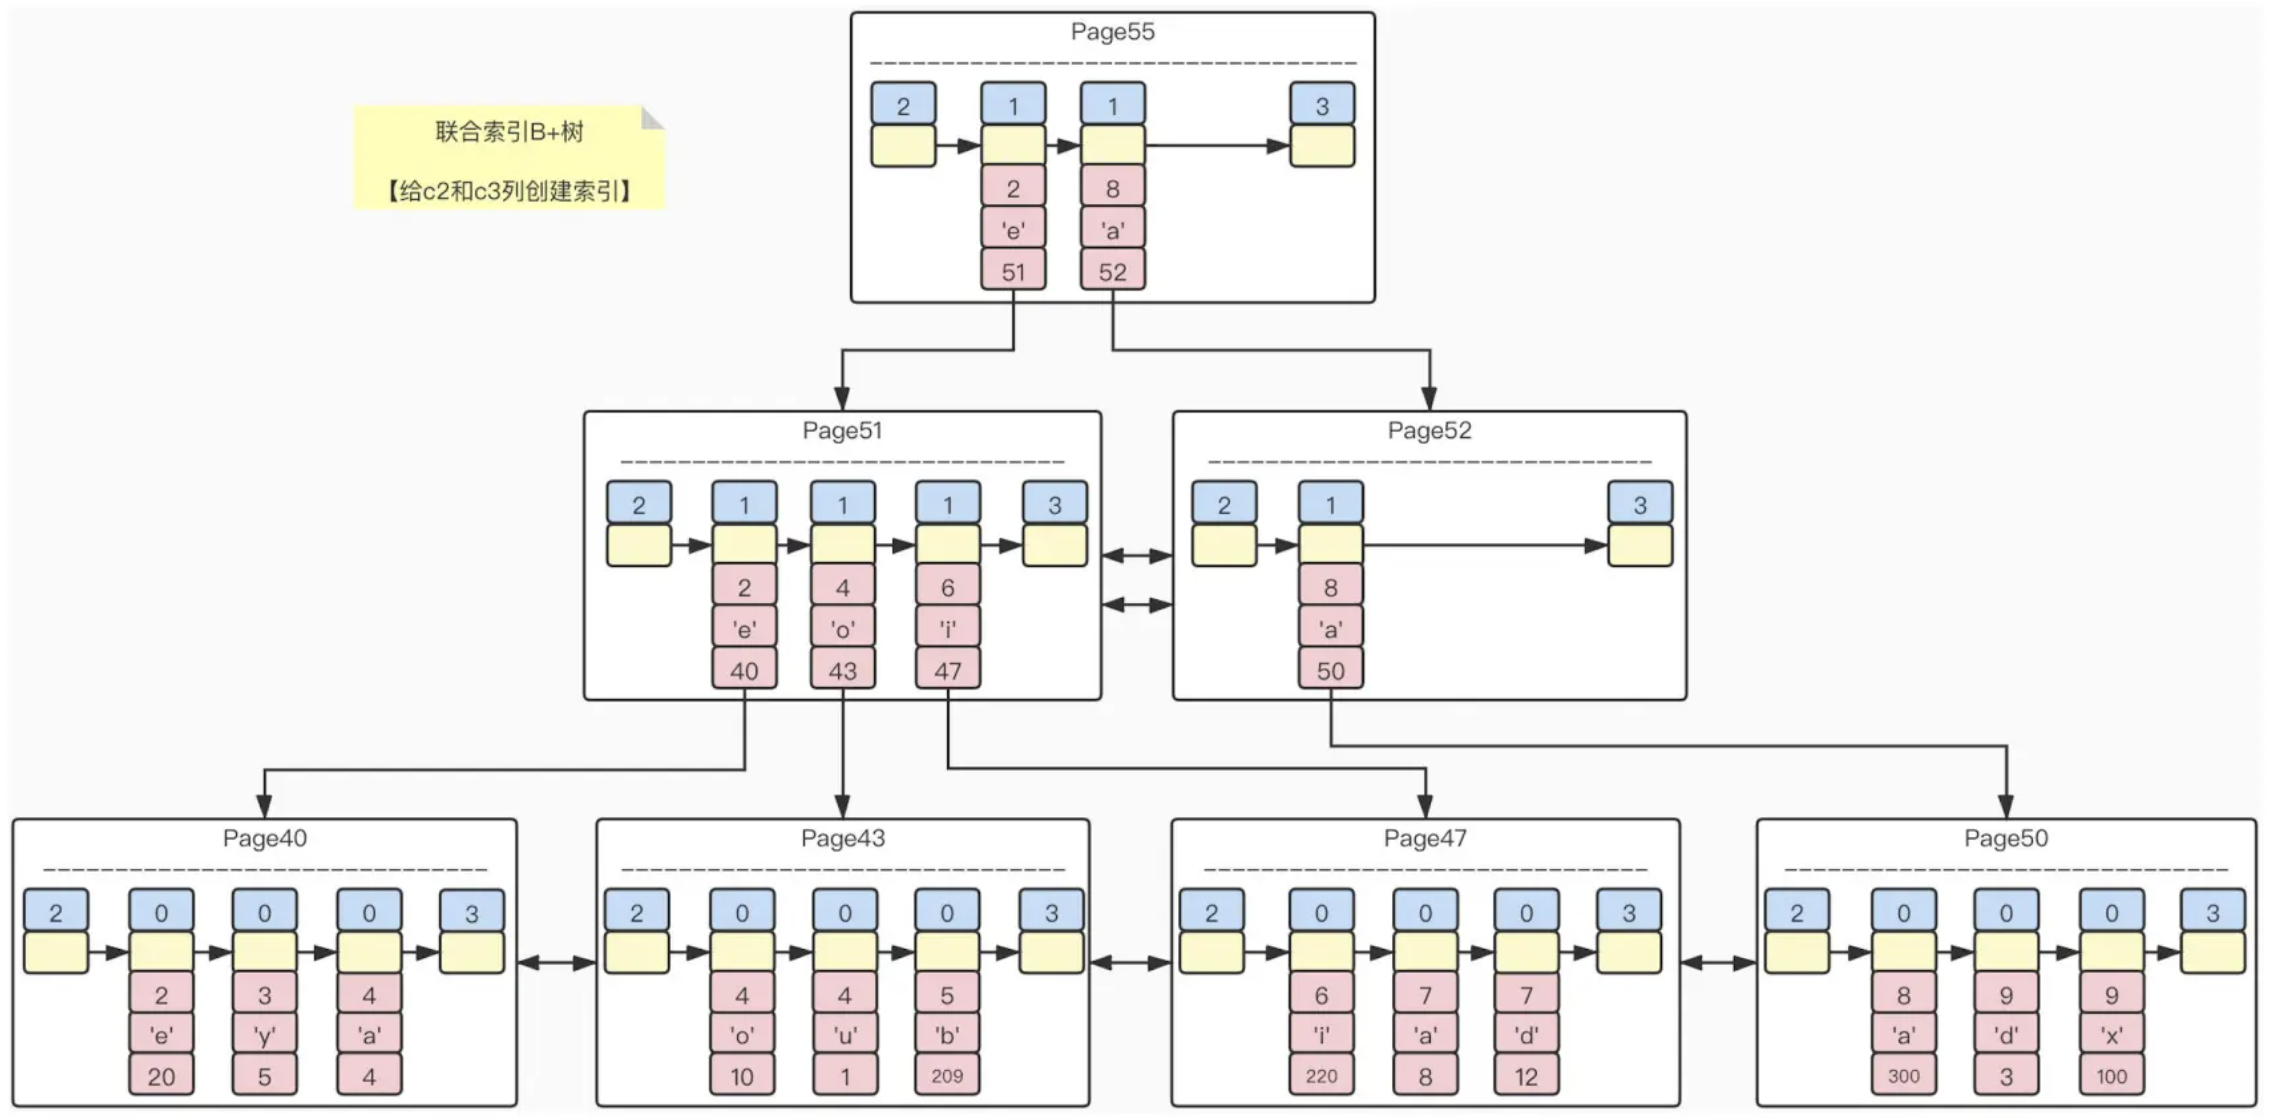 Page55
2 1 1 3
2 8
'e' 'a'
51 52
联合索引B+树
【给c2和c3列创建索引】
Page51
2 1 1 1 3
2 4 6
'e' 'o' 'i'
40 43 47
Page52
2 1 3
8
'a'
50
Page40
2 0 0 0 3
2 3 4
'e' 'y' 'a'
20 5 4
Page43
2 0 0 0 3
4 4 5
'o' 'u' 'b'
10 1 209
Page47
2 0 0 0 3
6 7 7
'i' 'a' 'd'
220 8 12
Page50
2 0 0 0 3
8 9 9
'a' 'd' 'x'
300 3 100